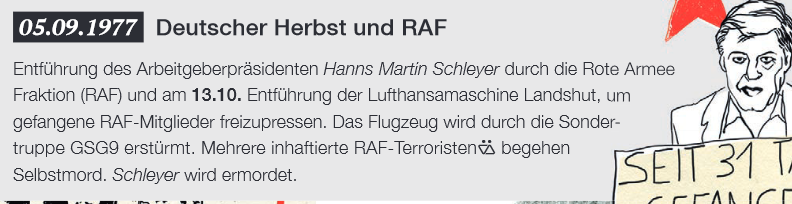 05.09.1977 Deutscher Herbst und RAF
Entführung des Arbeitgeberpräsidenten Hanns Martin Schleyer durch die Rote Armee
Fraktion (RAF) und am 13.10. Entführung der Lufthansamaschine Landshut, um
gefangene RAF-Mitglieder freizupressen. Das Flugzeug wird durch die Sonder-
truppe GSG9 erstürmt. Mehrere inhaftierte RAF-Terroristen begehen
Selbstmord. Schleyer wird ermordet.
SEIT 31 TA
GEFANGE